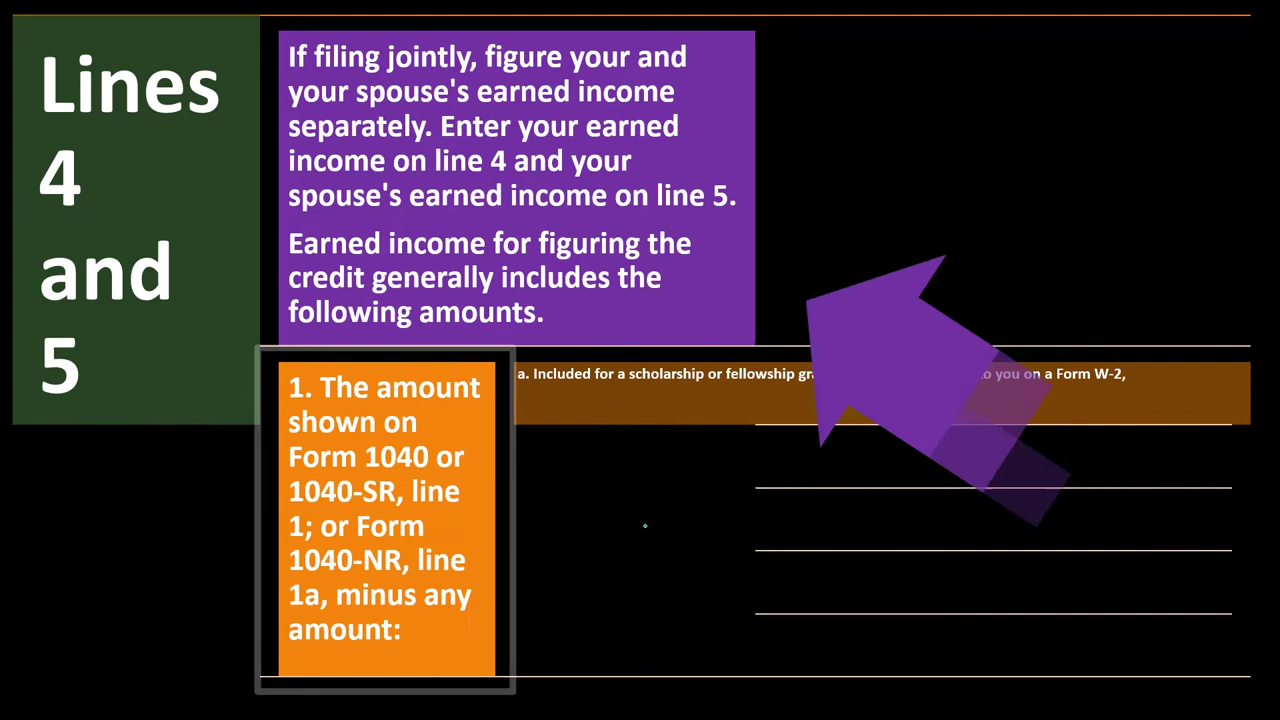 Lines
4
and
5
If filing jointly, figure your and
your spouse's earned income
separately. Enter your earned
income on line 4 and your
spouse's earned income on line 5.
Earned income for figuring the
credit generally includes the
following amounts.
1. The amount
shown on
Form 1040 or
1040-SR, line
1; or Form
1040-NR, line
1a, minus any
amount:
a. Included for a scholarship or fellowship to you on a Form W-2,